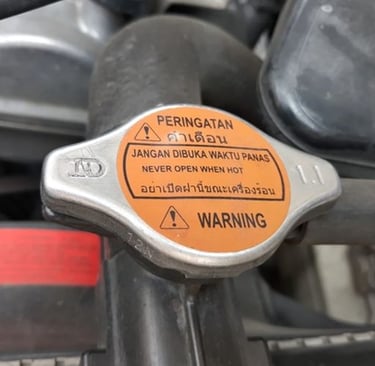 PERINGATAN
คำเตือน
JANGAN DIBUKA WAKTU PANAS
NEVER OPEN WHEN HOT
อย่าเปิดฝานี้ขณะเครื่องร้อน
WARNING
1.1